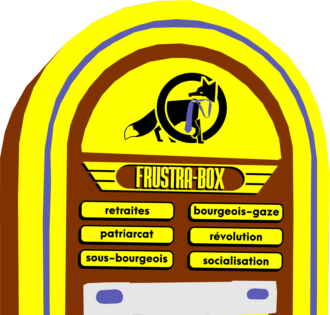 FRUSTRA-BOX
retraites
bourgeois-gaze
patriarcat
révolution
sous-bourgeois
socialisation